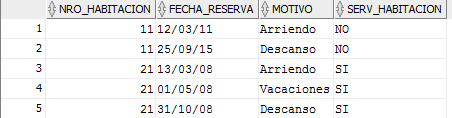 NRO_HABITACION FECHA_RESERVA MOTIVO SERV_HABITACION
1 11 12/03/11 Arriendo NO
2 11 25/09/15 Descanso NO
3 21 13/03/08 Arriendo SI
4 21 01/05/08 Vacaciones SI
5 21 31/10/08 Descanso SI